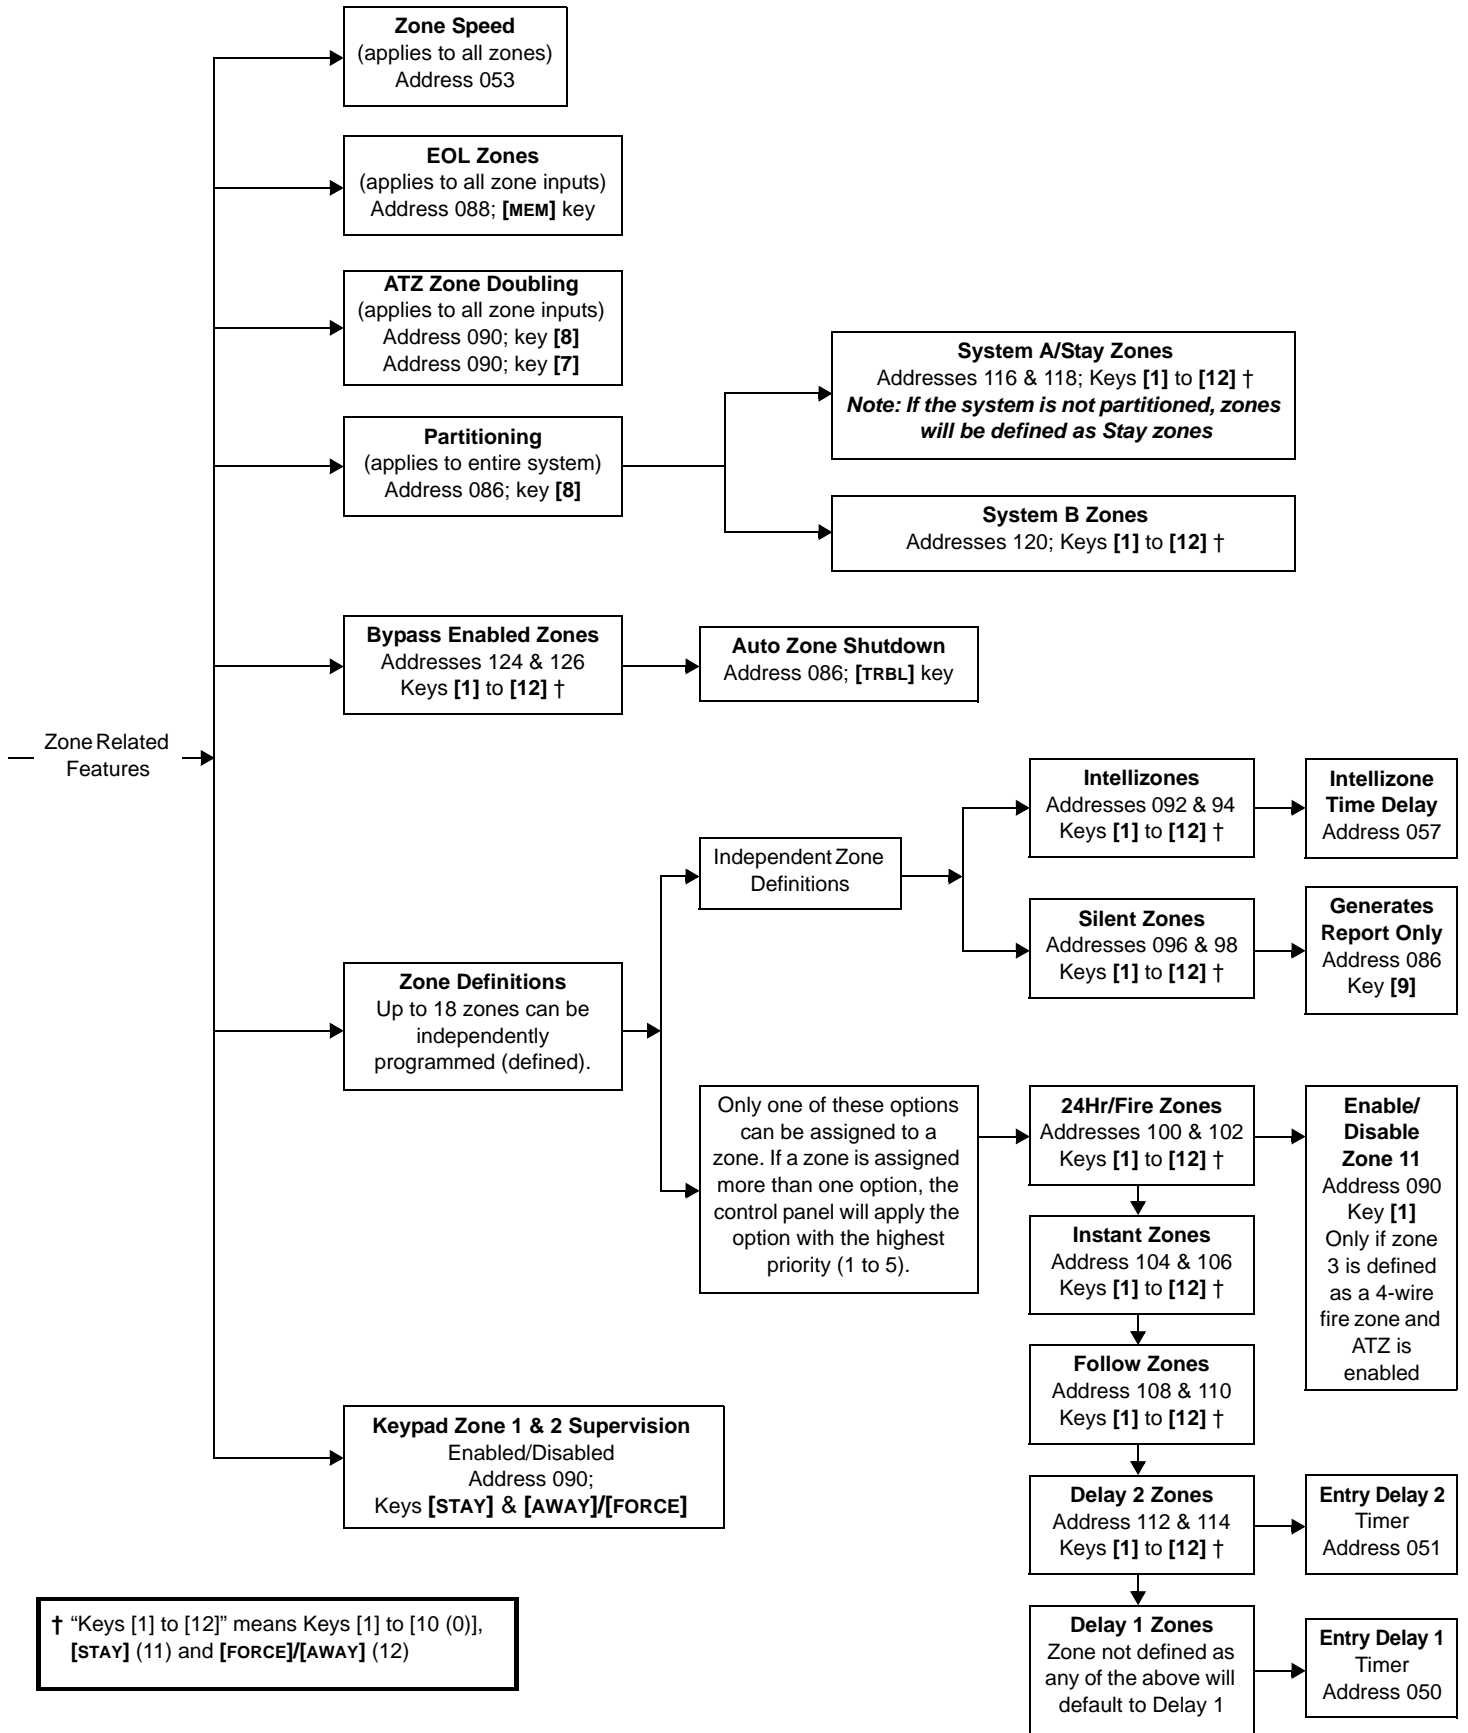 Zone Speed
(applies to all zones)
Address 053
EOL Zones
(applies to all zone inputs)
Address 088; [MEM] key
ATZ Zone Doubling
(applies to all zone inputs)
Address 090; key [8]
Address 090; key [7]
Partitioning
(applies to entire system)
Address 086; key [8]
System A/Stay Zones
Addresses 116 & 118; Keys [1] to [12] †
Note: If the system is not partitioned, zones
will be defined as Stay zones
System B Zones
Addresses 120; Keys [1] to [12] †
Bypass Enabled Zones
Addresses 124 & 126
Keys [1] to [12] †
Auto Zone Shutdown
Address 086; [TRBL] key
Zone Related
Features
Zone Definitions
Up to 18 zones can be
independently
programmed (defined).
Independent Zone
Definitions
Intellizones
Addresses 092 & 94
Keys [1] to [12] †
Intellizone
Time Delay
Address 057
Silent Zones
Addresses 096 & 98
Keys [1] to [12] †
Generates
Report Only
Address 086
Key [9]
Only one of these options
can be assigned to a
zone. If a zone is assigned
more than one option, the
control panel will apply the
option with the highest
priority (1 to 5).
24Hr/Fire Zones
Addresses 100 & 102
Keys [1] to [12] †
Enable/
Disable
Zone 11
Address 090
Key [1]
Only if zone
3 is defined
as a 4-wire
fire zone and
ATZ is
enabled
Instant Zones
Address 104 & 106
Keys [1] to [12] †
Follow Zones
Address 108 & 110
Keys [1] to [12] †
Delay 2 Zones
Address 112 & 114
Keys [1] to [12] †
Entry Delay 2
Timer
Address 051
Delay 1 Zones
Zone not defined as
any of the above will
default to Delay 1
Entry Delay 1
Timer
Address 050
Keypad Zone 1 & 2 Supervision
Enabled/Disabled
Address 090;
Keys [STAY] & [AWAY]/[FORCE]
† “Keys [1] to [12]” means Keys [1] to [10 (0)],
[STAY] (11) and [FORCE]/[AWAY] (12)